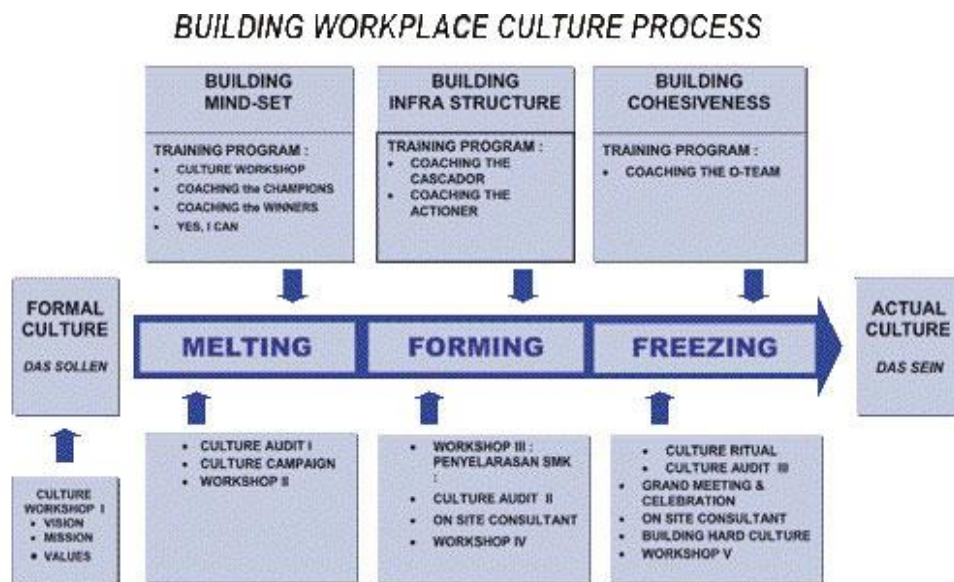 BUILDING WORKPLACE CULTURE PROCESS
BUILDING
MIND-SET
TRAINING PROGRAM :
• CULTURE WORKSHOP
• COACHING the CHAMPIONS
• COACHING the WINNERS
• YES, I CAN
BUILDING
INFRA STRUCTURE
TRAINING PROGRAM :
• COACHING THE
CASCADOR
• COACHING THE
ACTIONER
BUILDING
COHESIVENESS
TRAINING PROGRAM :
• COACHING THE O-TEAM
FORMAL
CULTURE
DAS SOLLEN
MELTING
FORMING
FREEZING
ACTUAL
CULTURE
DAS SEIN
CULTURE
WORKSHOP I
• VISION
• MISSION
• VALUES
• CULTURE AUDIT I
• CULTURE CAMPAIGN
• WORKSHOP II
• WORKSHOP III :
PENYELARASAN SMK
:
• CULTURE AUDIT II
• ON SITE CONSULTANT
• WORKSHOP IV
• CULTURE RITUAL
• CULTURE AUDIT III
• GRAND MEETING &
CELEBRATION
• ON SITE CONSULTANT
• BUILDING HARD CULTURE
• WORKSHOP V